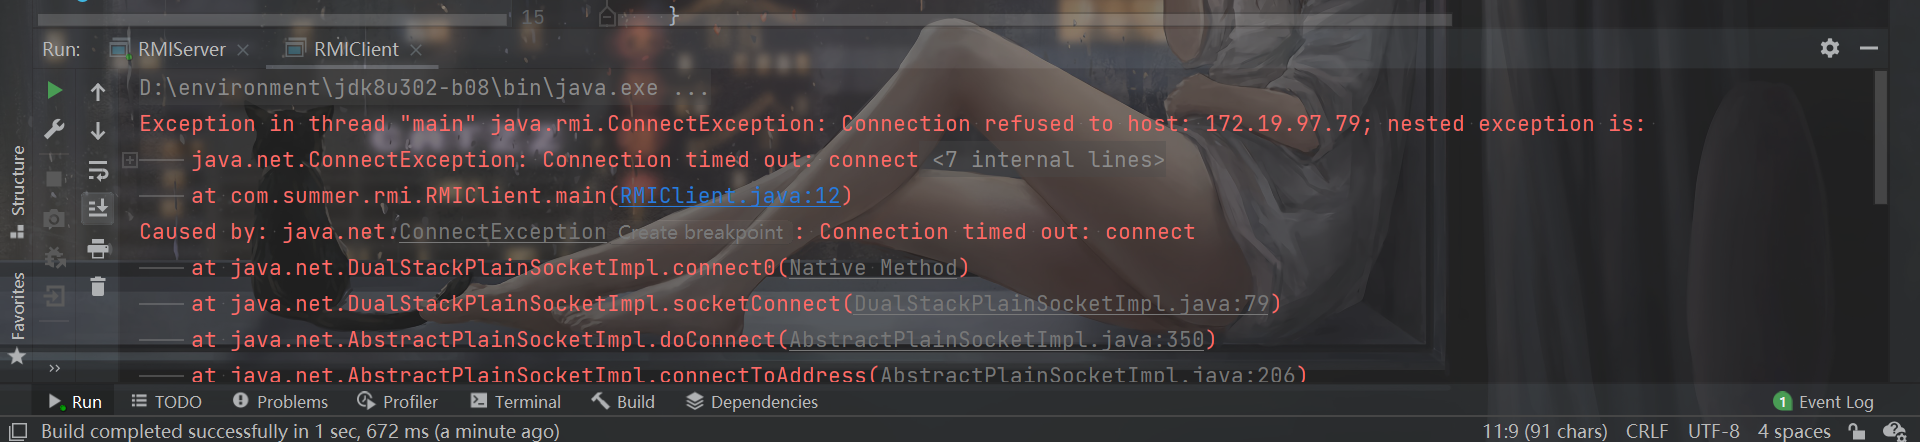 15 }
Run: RMIServer RMIClient
D:\environment\jdk8u302-b08\bin\java.exe ...
Exception in thread "main" java.rmi.ConnectException: Connection refused to host: 172.19.97.79; nested exception is:
java.net.ConnectException: Connection timed out: connect <7 internal lines>
at com.summer.rmi.RMIClient.main(RMIClient.java:12)
Caused by: java.net.ConnectException Create breakpoint : Connection timed out: connect
at java.net.DualStackPlainSocketImpl.connect0(Native Method)
at java.net.DualStackPlainSocketImpl.socketConnect(DualStackPlainSocketImpl.java:79)
at java.net.AbstractPlainSocketImpl.doConnect(AbstractPlainSocketImpl.java:350)
at java.net.AbstractPlainSocketImpl.connectToAddress(AbstractPlainSocketImpl.java:206)
Structure
Favorites
Run TODO Problems Profiler Terminal Build Dependencies 1 Event Log
Build completed successfully in 1 sec, 672 ms (a minute ago) 11:9 (91 chars) CRLF UTF-8 4 spaces